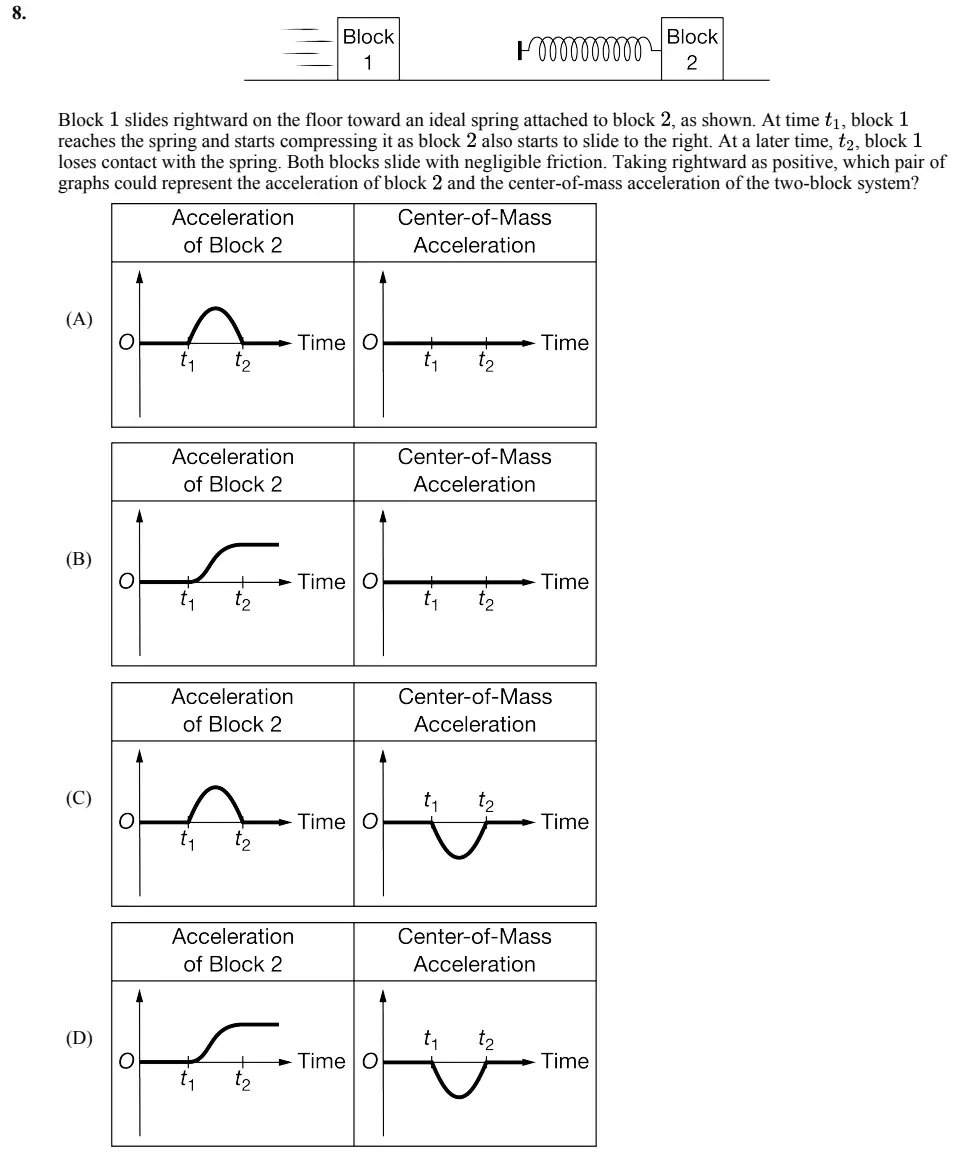 8.
Block
1
Block
2
Block 1 slides rightward on the floor toward an ideal spring attached to block 2, as shown. At time t₁, block 1
reaches the spring and starts compressing it as block 2 also starts to slide to the right. At a later time, t₂, block 1
loses contact with the spring. Both blocks slide with negligible friction. Taking rightward as positive, which pair of
graphs could represent the acceleration of block 2 and the center-of-mass acceleration of the two-block system?
Acceleration
of Block 2
Center-of-Mass
Acceleration
(A)
O
t₁
t₂
Time
O
t₁
t₂
Time
Acceleration
of Block 2
Center-of-Mass
Acceleration
(B)
O
t₁
t₂
Time
O
t₁
t₂
Time
Acceleration
of Block 2
Center-of-Mass
Acceleration
(C)
O
t₁
t₂
Time
O
t₁
t₂
Time
Acceleration
of Block 2
Center-of-Mass
Acceleration
(D)
O
t₁
t₂
Time
O
t₁
t₂
Time